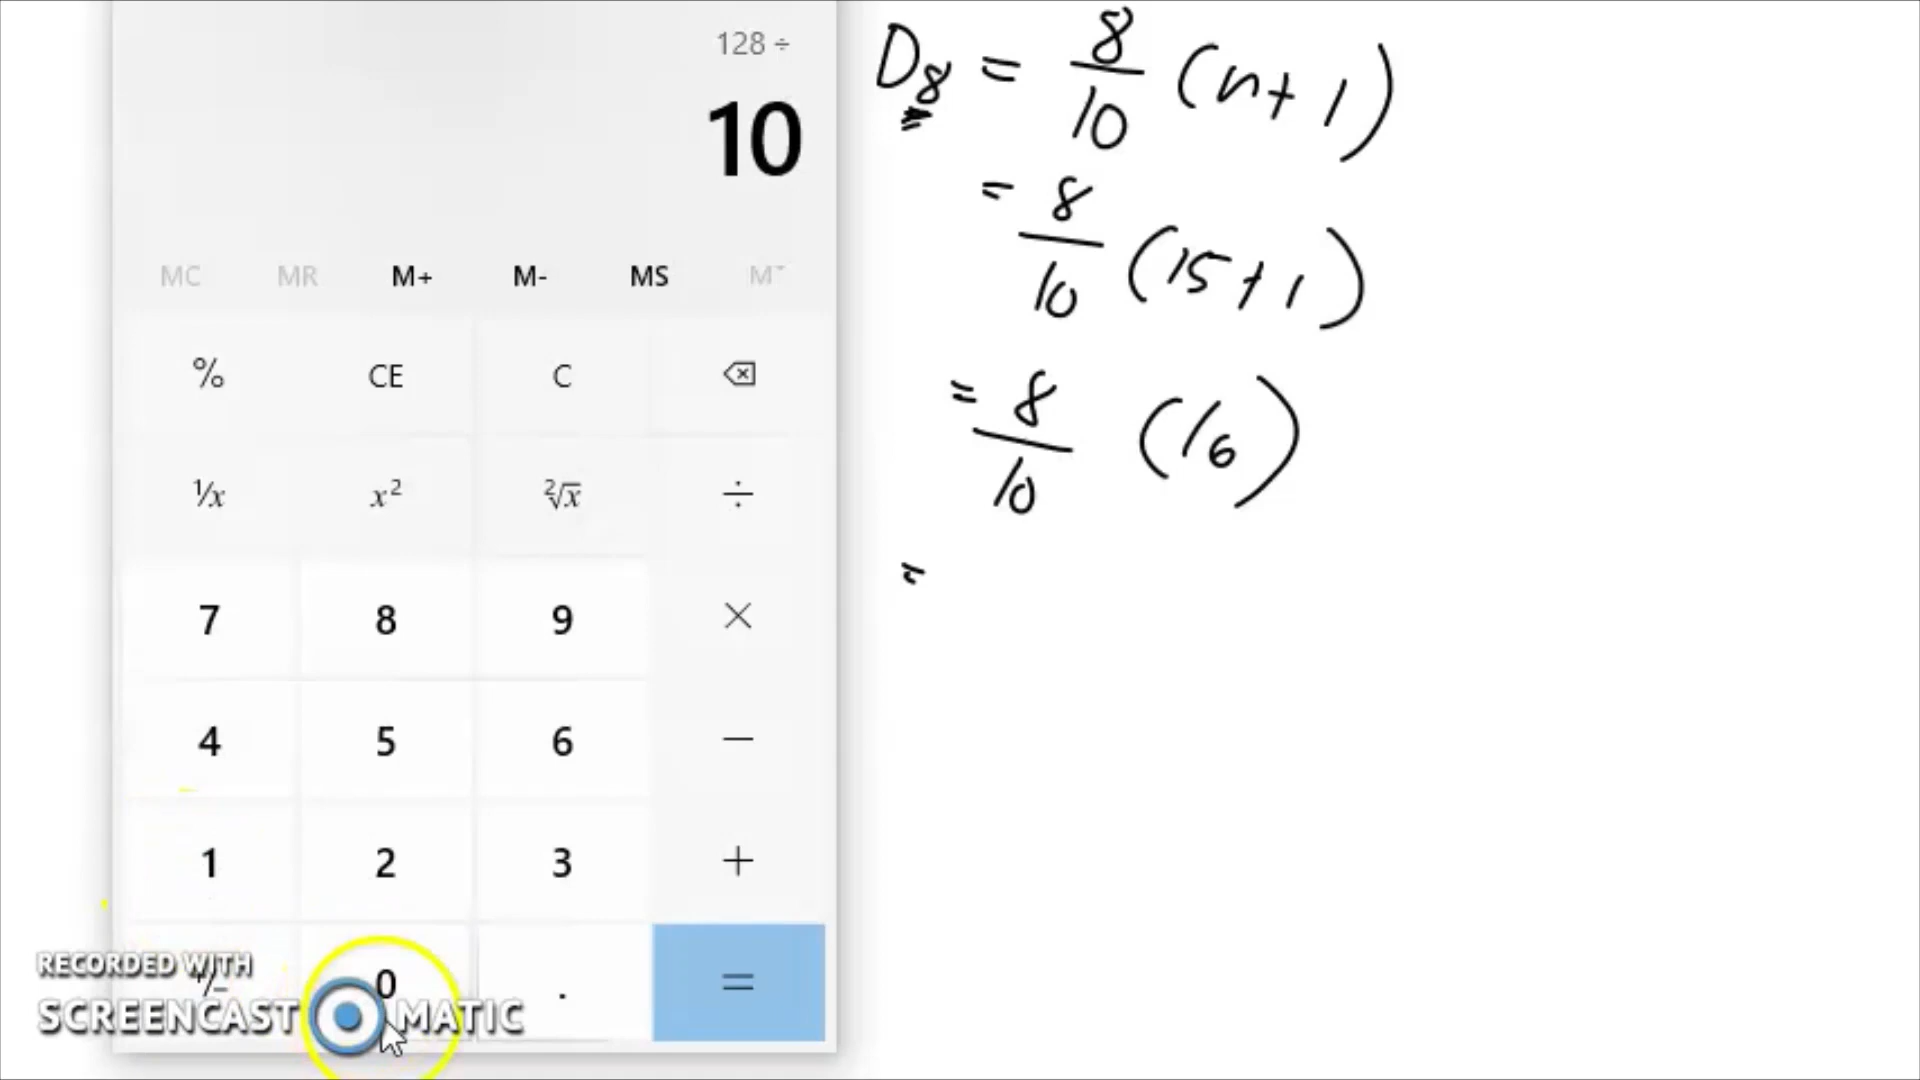 128 ÷
10
MC MR M+ M- MS M˅
% CE C
⅟x x² ²√x ÷
7 8 9 ×
4 5 6 −
1 2 3 +
+/− 0 . =
D₈ = 8/10 (n+1)
= 8/10 (15+1)
= 8/10 (16)
=
RECORDED WITH
SCREENCAST MATIC